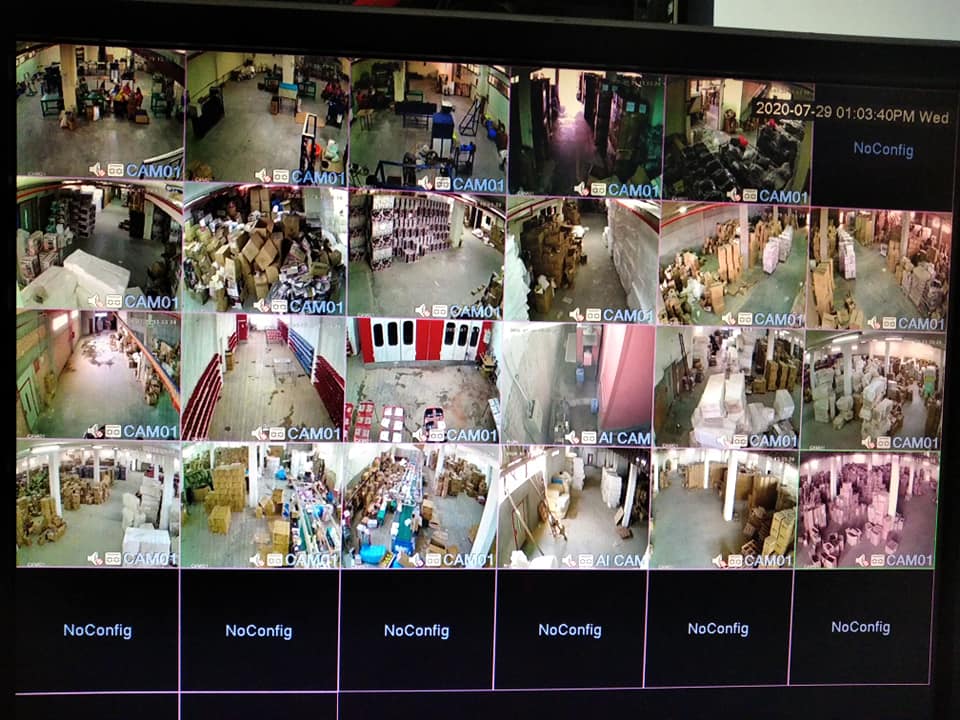 2020-07-29 01:03:40PM Wed
CAM01 CAM01 CAM01 CAM01 CAM01 NoConfig
CAM01 CAM01 CAM01 CAM01 CAM01 CAM01
CAM01 CAM01 CAM01 AI CAM CAM01 CAM01
CAM01 CAM01 CAM01 AI CAM CAM01 CAM01
NoConfig NoConfig NoConfig NoConfig NoConfig NoConfig